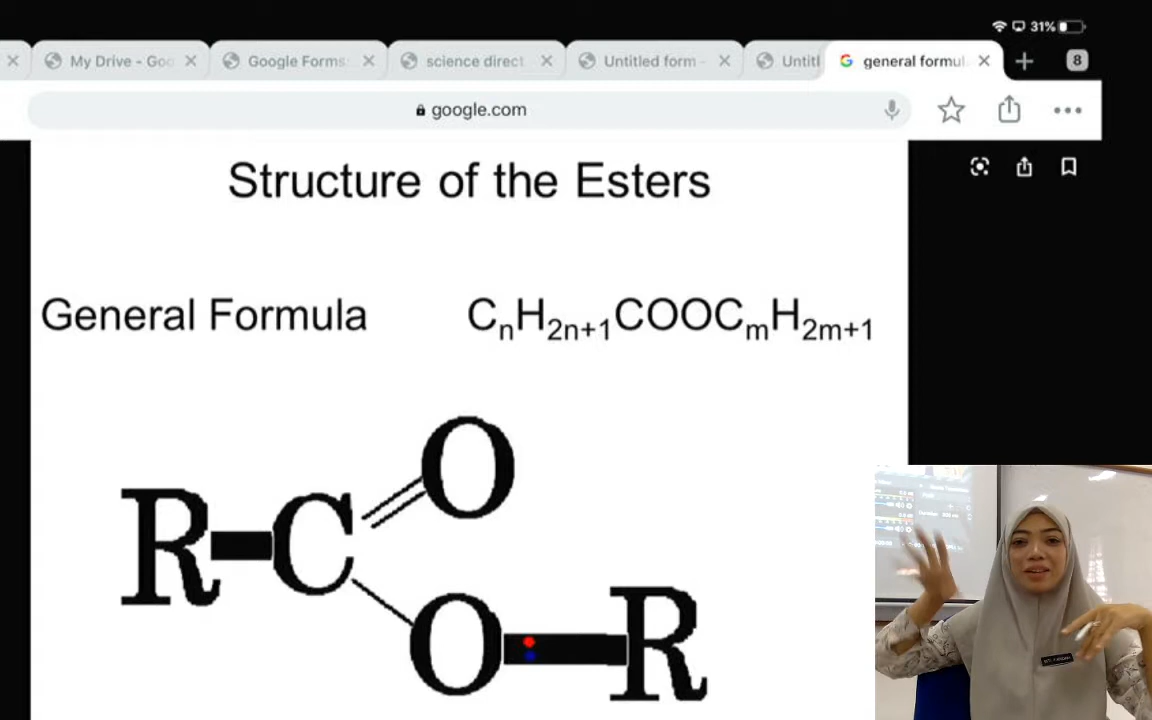 31%
My Drive - Goo
Google Forms
science direct
Untitled form -
Untitl
general formul
8
google.com
Structure of the Esters
General Formula
CₙH₂ₙ₊₁COOCₘH₂ₘ₊₁
O
R C
O R